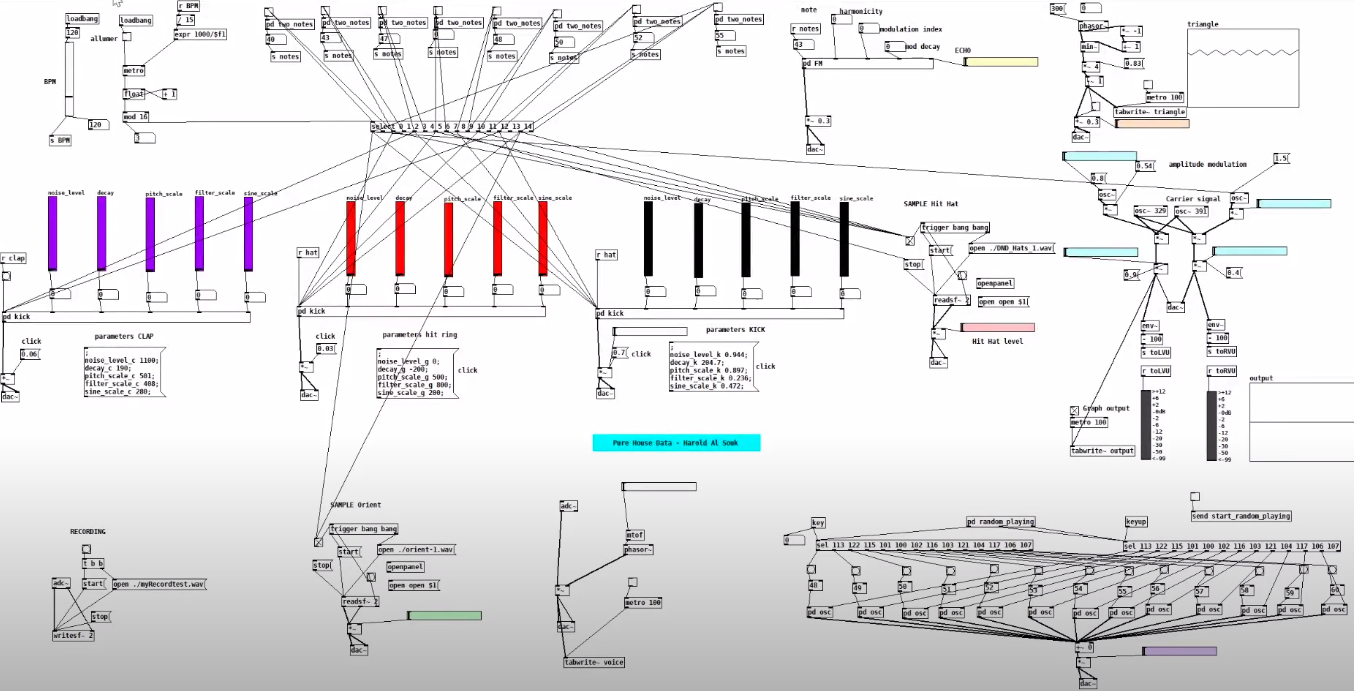 loadbang
120
BPM
120
s BPM
allumer
loadbang
r BPM
/ 15
expr 1000/$f1
metro
float
+ 1
mod 16
pd two_notes
40
s notes
pd two_notes
43
s notes
pd two_notes
47
s notes
pd two_notes
s notes
pd two_notes
48
s notes
pd two_notes
50
s notes
pd two_notes
52
s notes
pd two_notes
55
s notes
select 0 1 2 3 4 5 6 7 8 9 10 11 12 13 14
note
r notes
43
harmonicity
0
modulation index
0
mod decay
0
ECHO
pd FM
*~ 0.3
dac~
300
0
phasor~
*~ -1
min~
+~ 1
*~ 4
0.83
-~ 1
metro 100
tabwrite~ triangle
*~ 0.3
dac~
triangle
amplitude modulation
1.5
0.54
0.8
osc~
osc~
Carrier signal
osc~ 329
osc~ 391
*~
*~
*~
*~
*~
*~
0.9
0.4
dac~
env~
- 100
s toLVU
env~
- 100
s toRVU
r toLVU
r toRVU
>+12
+6
+2
-0dB
-2
-6
-12
-20
-30
-50
<-99
>+12
+6
+2
-0dB
-2
-6
-12
-20
-30
-50
<-99
output
Graph output
metro 100
tabwrite~ output
noise_level
decay
pitch_scale
filter_scale
sine_scale
r clap
0
0
0
0
0
pd kick
click
0.06
*~
dac~
parameters CLAP
;
noise_level_c 1100;
decay_c 190;
pitch_scale_c 501;
filter_scale_c 408;
sine_scale_c 280;
noise_level
decay
pitch_scale
filter_scale
sine_scale
r hat
0
0
0
0
0
pd kick
click
0.03
*~
dac~
parameters hit ring
;
noise_level_g 0;
decay_g -200;
pitch_scale_g 500;
filter_scale_g 800;
sine_scale_g 200;
click
noise_level
decay
pitch_scale
filter_scale
sine_scale
r hat
0
0
0
0
0
pd kick
0.7
click
*~
dac~
parameters KICK
;
noise_level_k 0.944;
decay_k 204.7;
pitch_scale_k 0.897;
filter_scale_k 0.236;
sine_scale_k 0.472;
click
SAMPLE Hit Hat
trigger bang bang
start
open ./DND_Hats_1.wav
stop
openpanel
open open $1
readsf~ 2
*~
dac~
Hit Hat level
Pure House Data - Harold Al Souk
RECORDING
t b b
adc~
start
open ./myRecordtest.wav
stop
writesf~ 2
SAMPLE Orient
trigger bang bang
start
open ./orient-1.wav
stop
openpanel
open open $1
readsf~ 2
*~
dac~
adc~
mtof
phasor~
*~
metro 100
dac~
tabwrite~ voice
send start_random_playing
key
pd random_playing
keyup
0
sel 113 122 115 101 100 102 116 103 121 104 117 106 107
sel 113 122 115 101 100 102 116 103 121 104 117 106 107
48
49
50
51
52
53
54
55
56
57
58
59
60
pd osc
pd osc
pd osc
pd osc
pd osc
pd osc
pd osc
pd osc
pd osc
pd osc
pd osc
pd osc
pd osc
*~
dac~